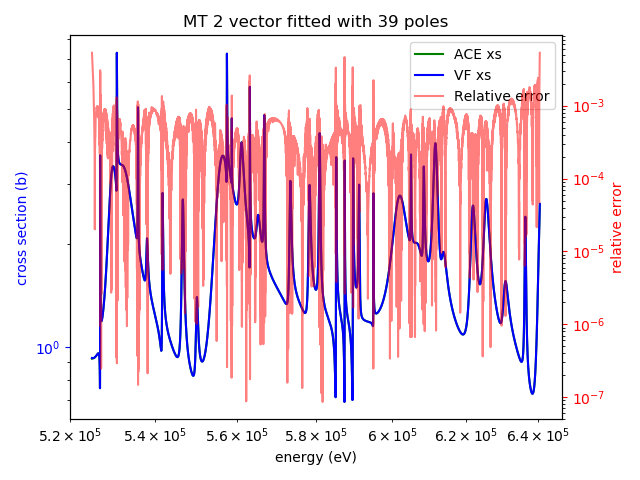 MT 2 vector fitted with 39 poles
ACE xs
VF xs
Relative error
cross section (b)
10⁰
10⁻³
10⁻⁴
10⁻⁵
10⁻⁶
10⁻⁷
relative error
5.2 × 10⁵ 5.4 × 10⁵ 5.6 × 10⁵ 5.8 × 10⁵ 6 × 10⁵ 6.2 × 10⁵ 6.4 × 10⁵
energy (eV)